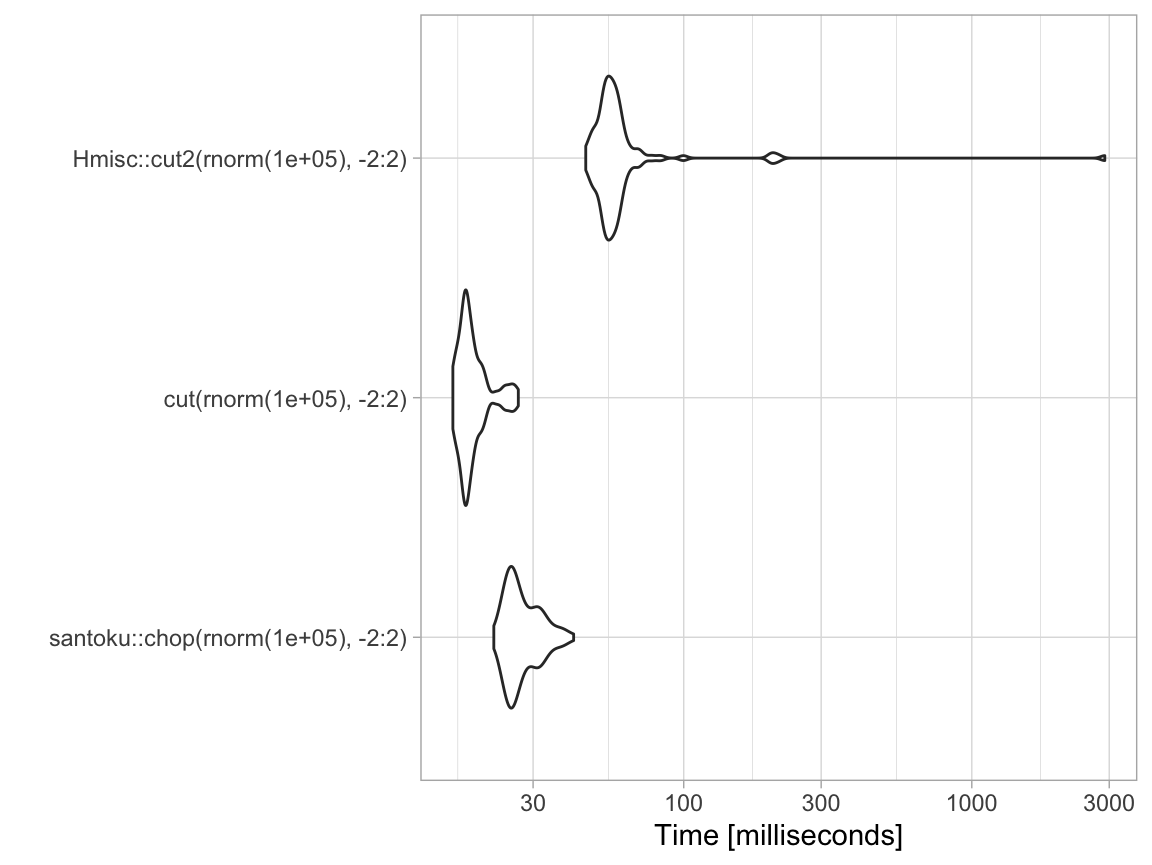 Hmisc::cut2(rnorm(1e+05), -2:2)
cut(rnorm(1e+05), -2:2)
santoku::chop(rnorm(1e+05), -2:2)
30 100 300 1000 3000
Time [milliseconds]